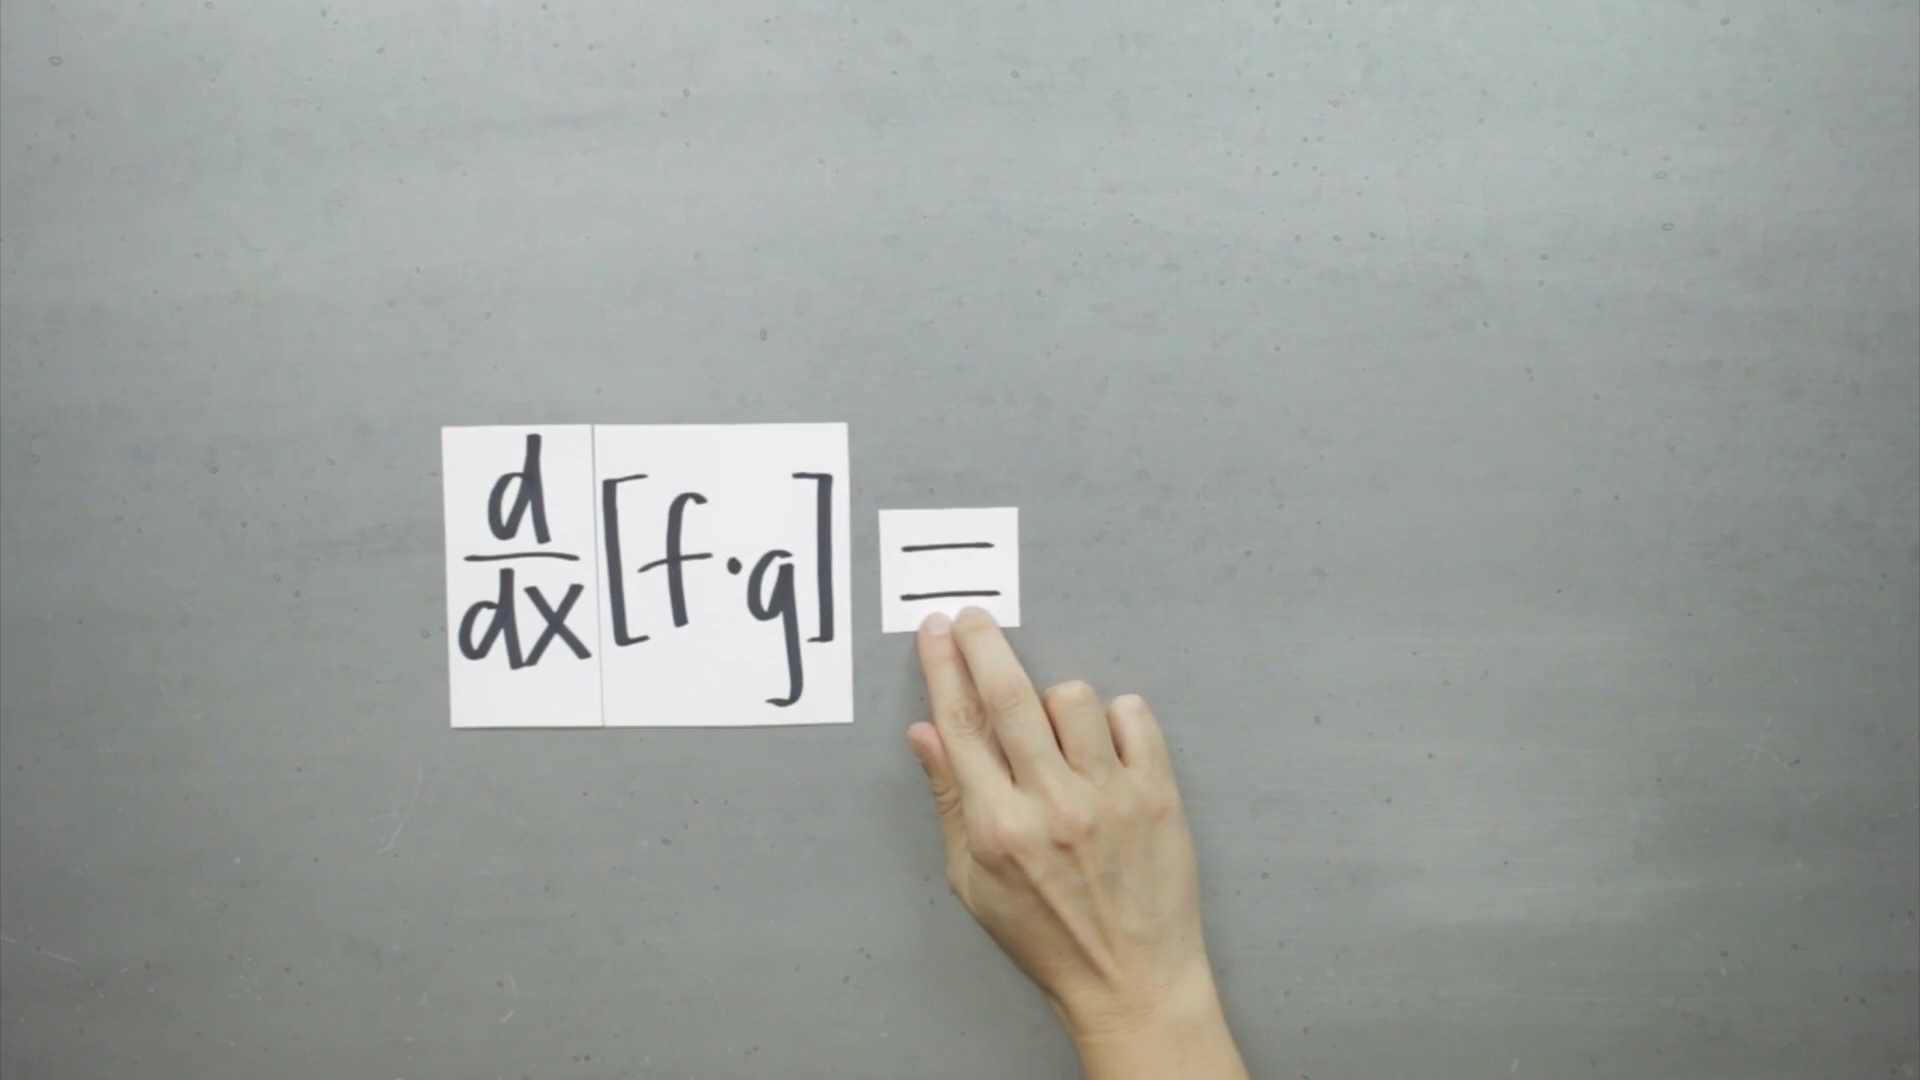 d/dx [f·g] =